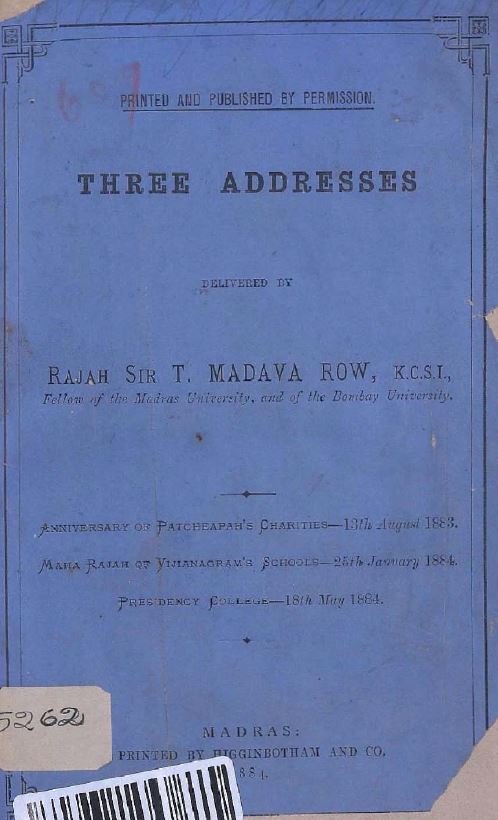 PRINTED AND PUBLISHED BY PERMISSION.
THREE ADDRESSES
DELIVERED BY
RAJAH SIR T. MADAVA ROW, K.C.S.I.,
Fellow of the Madras University, and of the Bombay University.
ANNIVERSARY OF PATCHEAPAH'S CHARITIES—13th August 1883.
MAHA RAJAH OF VIJIANAGRAM'S SCHOOLS—25th January 1884.
PRESIDENCY COLLEGE—18th May 1884.
5262
MADRAS:
PRINTED BY HIGGINBOTHAM AND CO.
884.